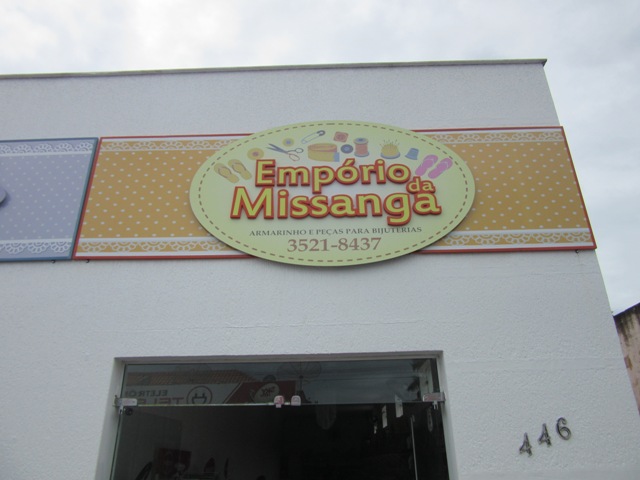 Empório
da
Missanga
ARMARINHO E PEÇAS PARA BIJUTERIAS
3521-8437
446